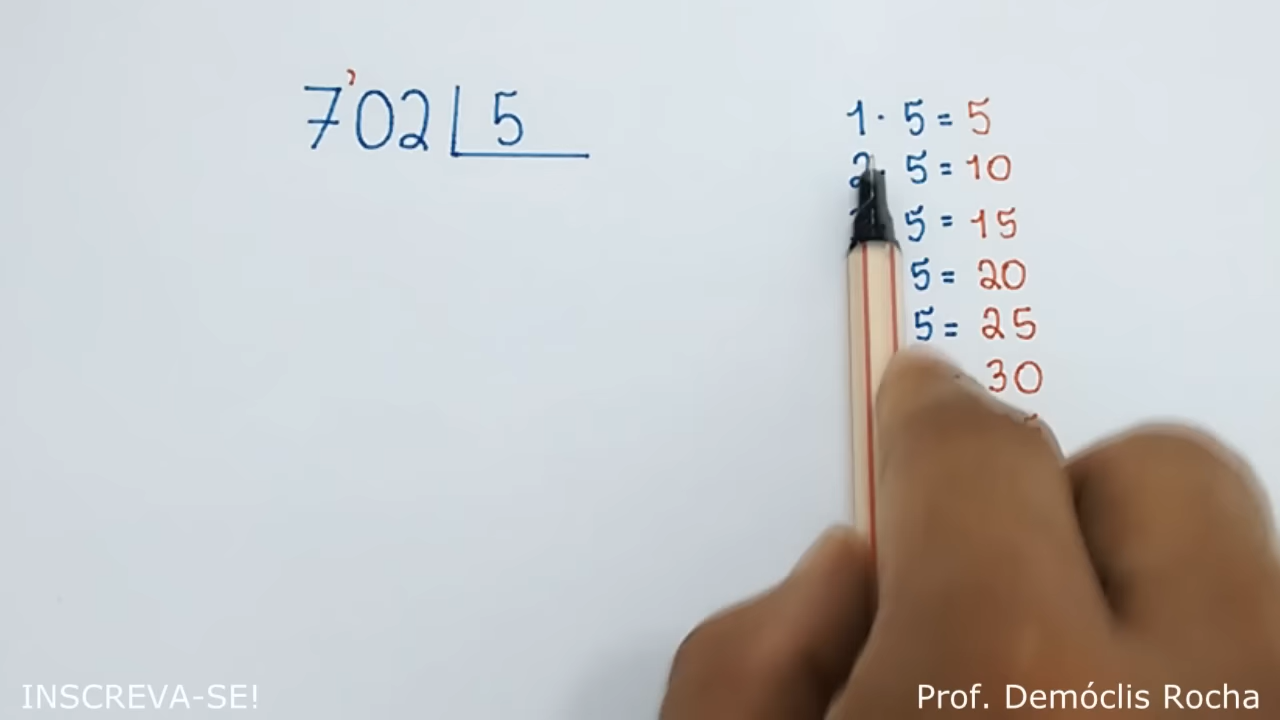 7'02 5
1 · 5 = 5
2 · 5 = 10
5 = 15
5 = 20
5 = 25
30
INSCREVA-SE!
Prof. Demóclis Rocha